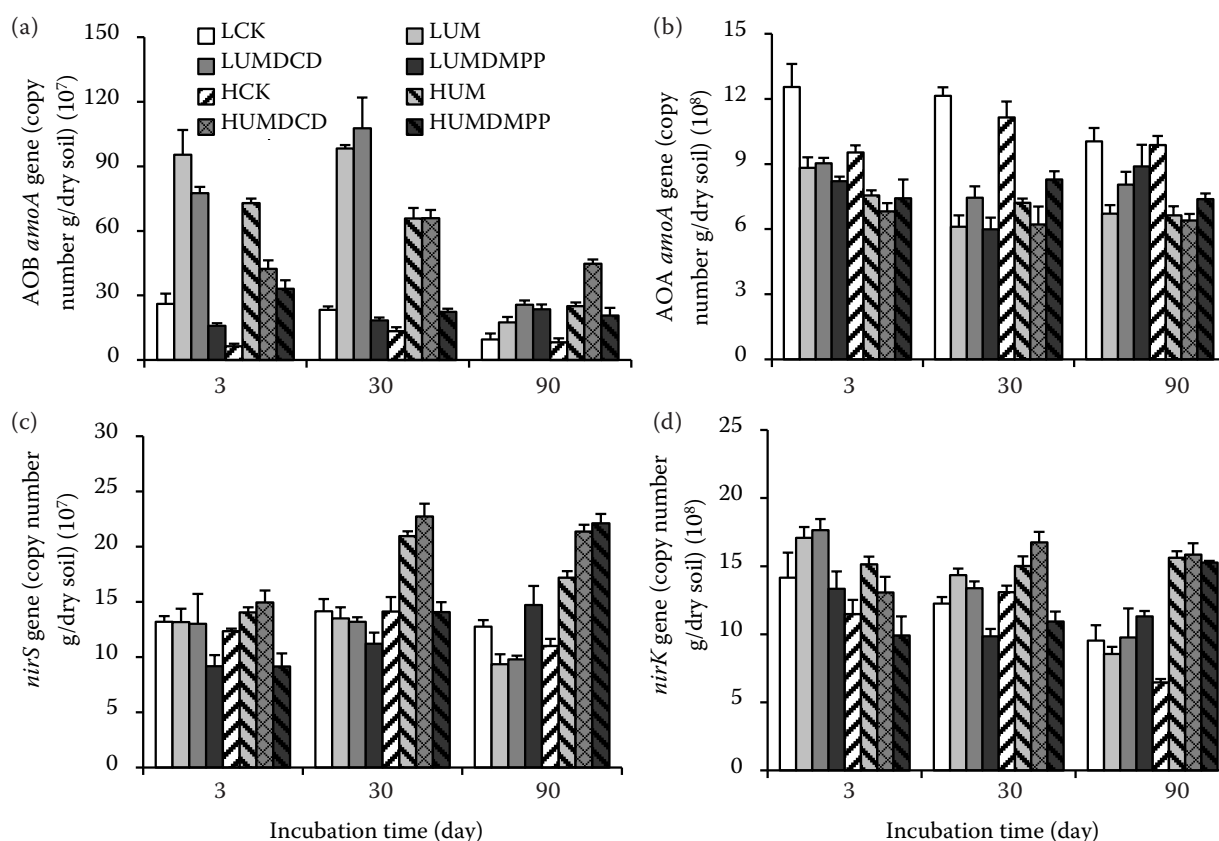 (a)
AOB amoA gene (copy
number g/dry soil) (10⁷)
150
120
90
60
30
0
LCK
LUM
LUMDCD
LUMDMPP
HCK
HUM
HUMDCD
HUMDMPP
3
30
90
(b)
AOA amoA gene (copy
number g/dry soil) (10⁸)
15
12
9
6
3
0
3
30
90
(c)
nirS gene (copy number
g/dry soil) (10⁷)
30
25
20
15
10
5
0
3
30
90
Incubation time (day)
(d)
nirK gene (copy number
g/dry soil) (10⁸)
25
20
15
10
5
0
3
30
90
Incubation time (day)